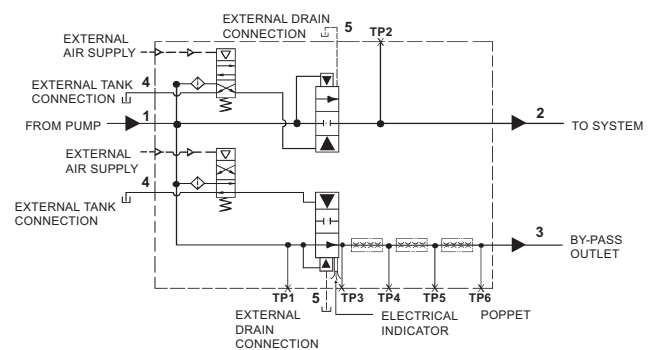 EXTERNAL
AIR SUPPLY
EXTERNAL DRAIN
CONNECTION
5
TP2
EXTERNAL TANK
CONNECTION
4
FROM PUMP
1
2
TO SYSTEM
EXTERNAL
AIR SUPPLY
4
EXTERNAL TANK
CONNECTION
3
BY-PASS
OUTLET
TP1
5
TP3
TP4
TP5
TP6
EXTERNAL
DRAIN
CONNECTION
ELECTRICAL
INDICATOR
POPPET